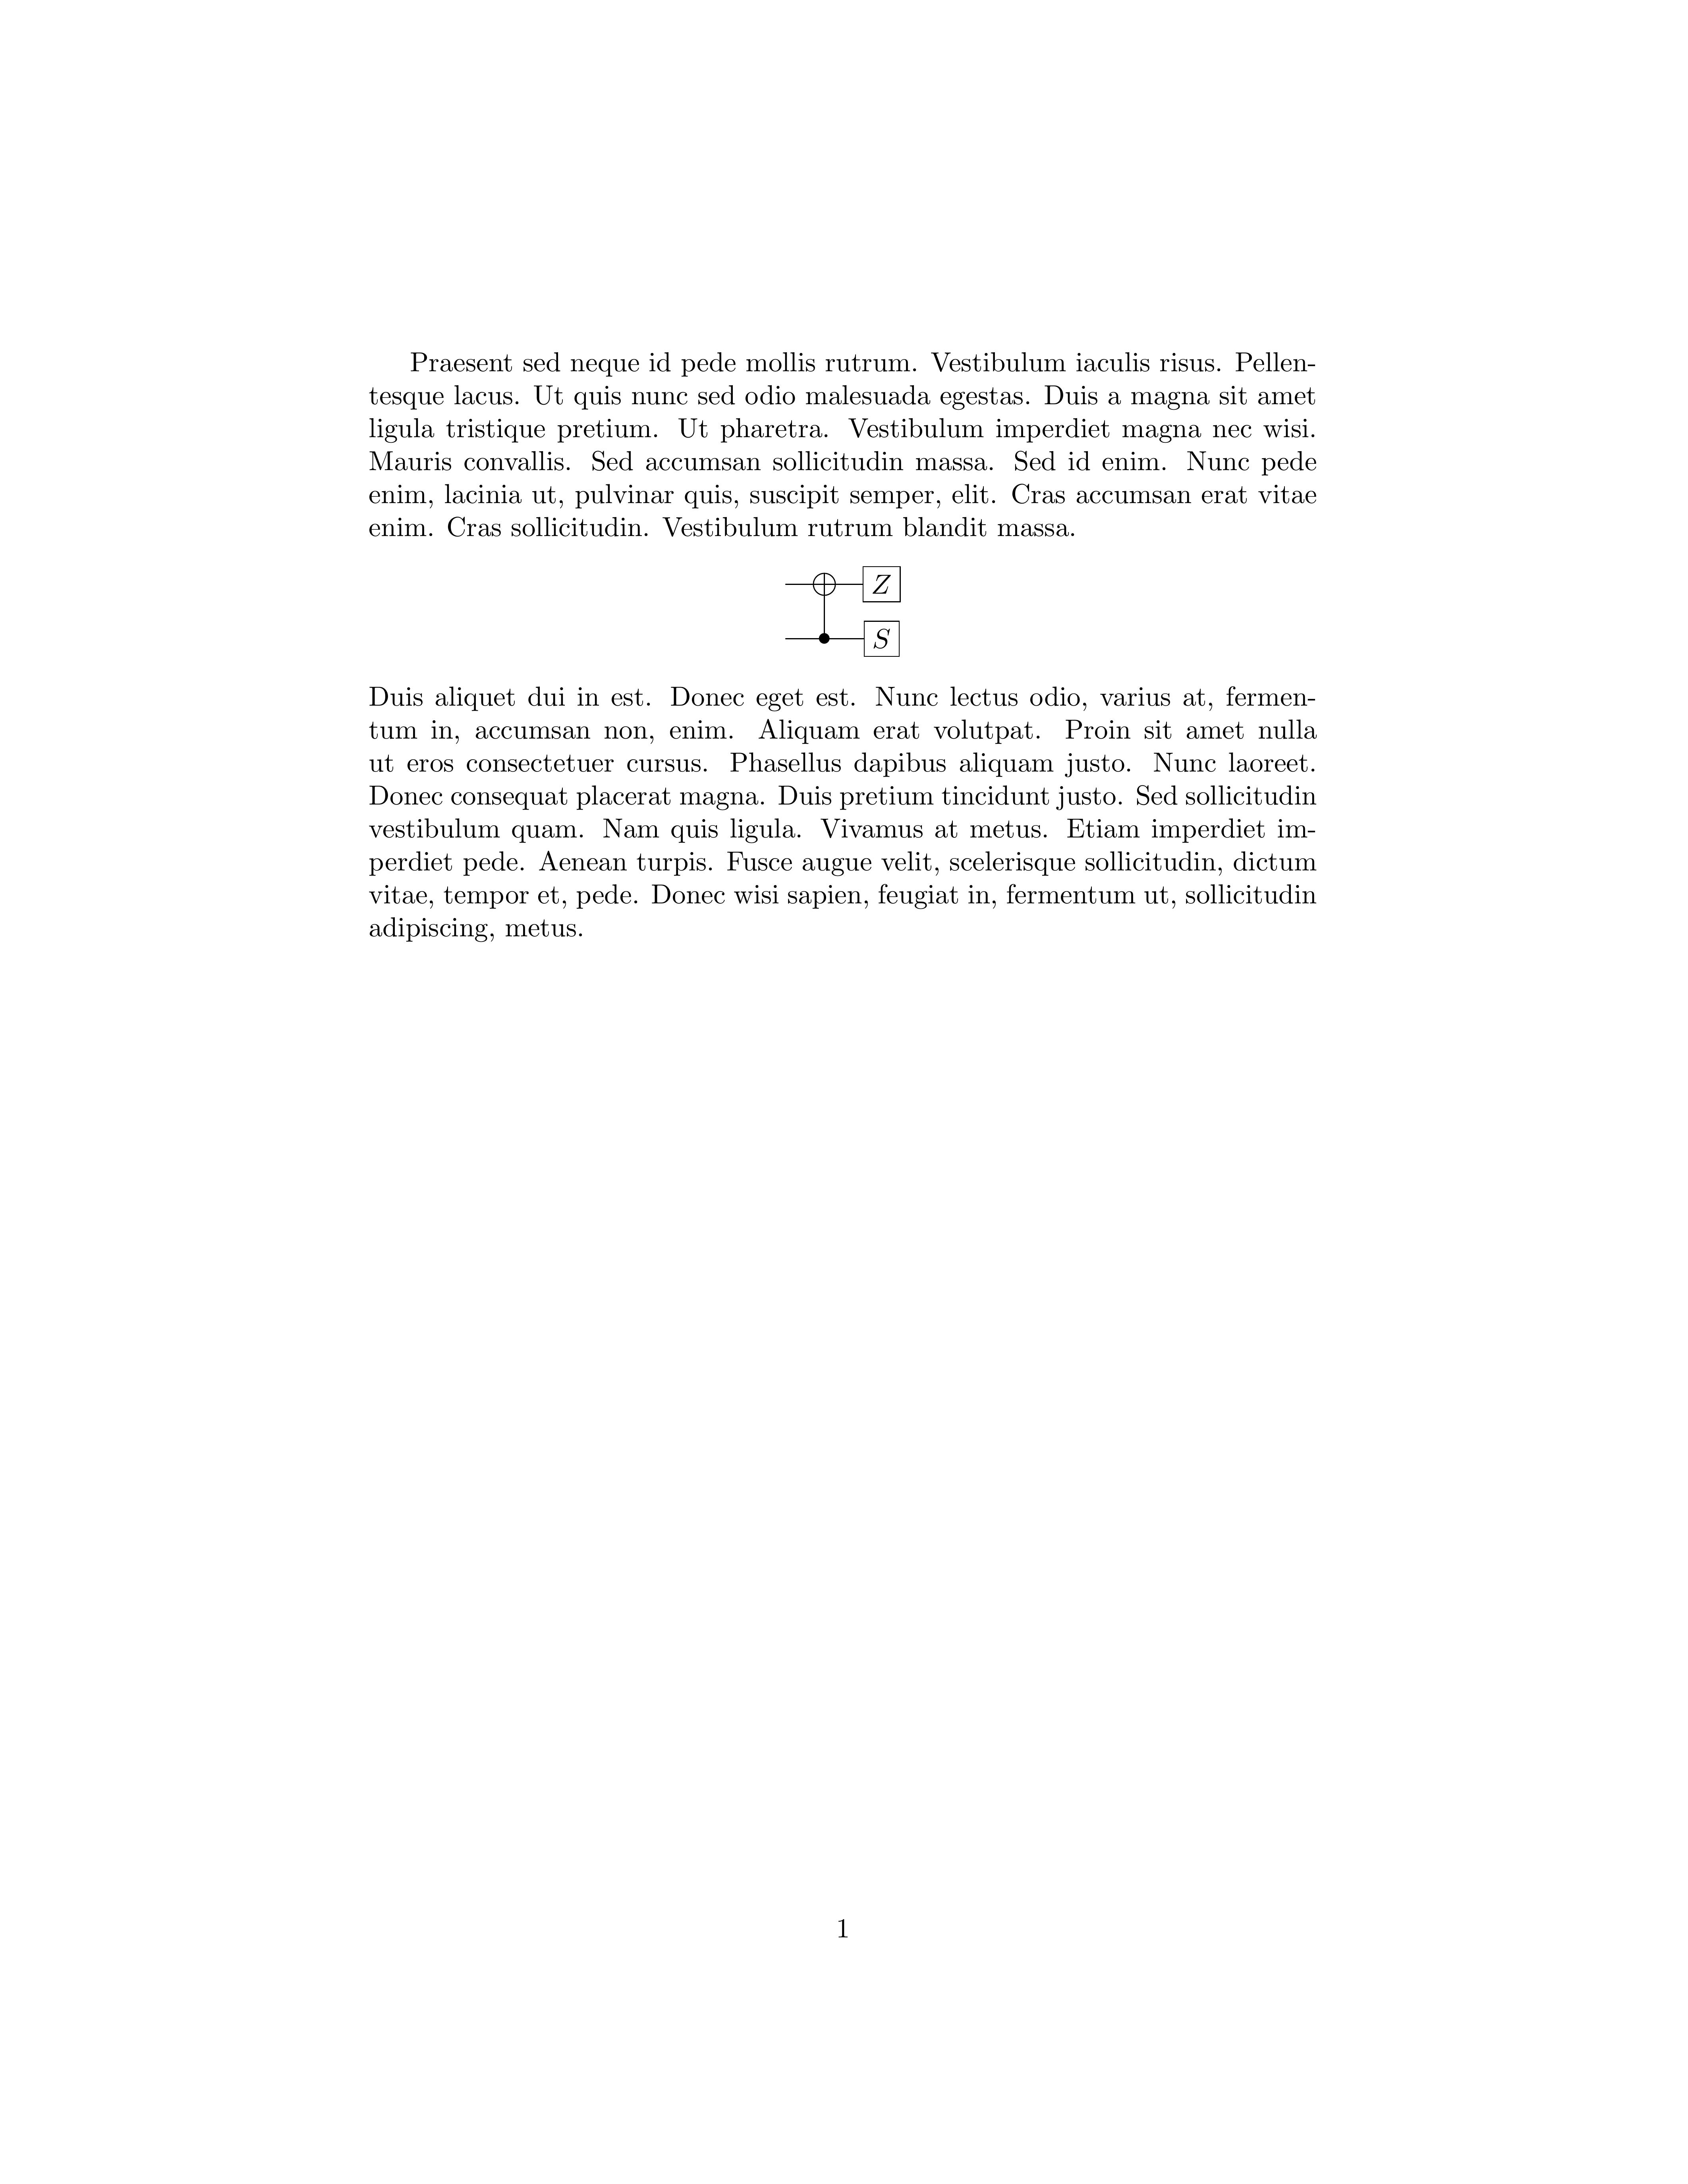 Praesent sed neque id pede mollis rutrum. Vestibulum iaculis risus. Pellen-
tesque lacus. Ut quis nunc sed odio malesuada egestas. Duis a magna sit amet
ligula tristique pretium. Ut pharetra. Vestibulum imperdiet magna nec wisi.
Mauris convallis. Sed accumsan sollicitudin massa. Sed id enim. Nunc pede
enim, lacinia ut, pulvinar quis, suscipit semper, elit. Cras accumsan erat vitae
enim. Cras sollicitudin. Vestibulum rutrum blandit massa.
Z
S
Duis aliquet dui in est. Donec eget est. Nunc lectus odio, varius at, fermen-
tum in, accumsan non, enim. Aliquam erat volutpat. Proin sit amet nulla
ut eros consectetuer cursus. Phasellus dapibus aliquam justo. Nunc laoreet.
Donec consequat placerat magna. Duis pretium tincidunt justo. Sed sollicitudin
vestibulum quam. Nam quis ligula. Vivamus at metus. Etiam imperdiet im-
perdiet pede. Aenean turpis. Fusce augue velit, scelerisque sollicitudin, dictum
vitae, tempor et, pede. Donec wisi sapien, feugiat in, fermentum ut, sollicitudin
adipiscing, metus.
1